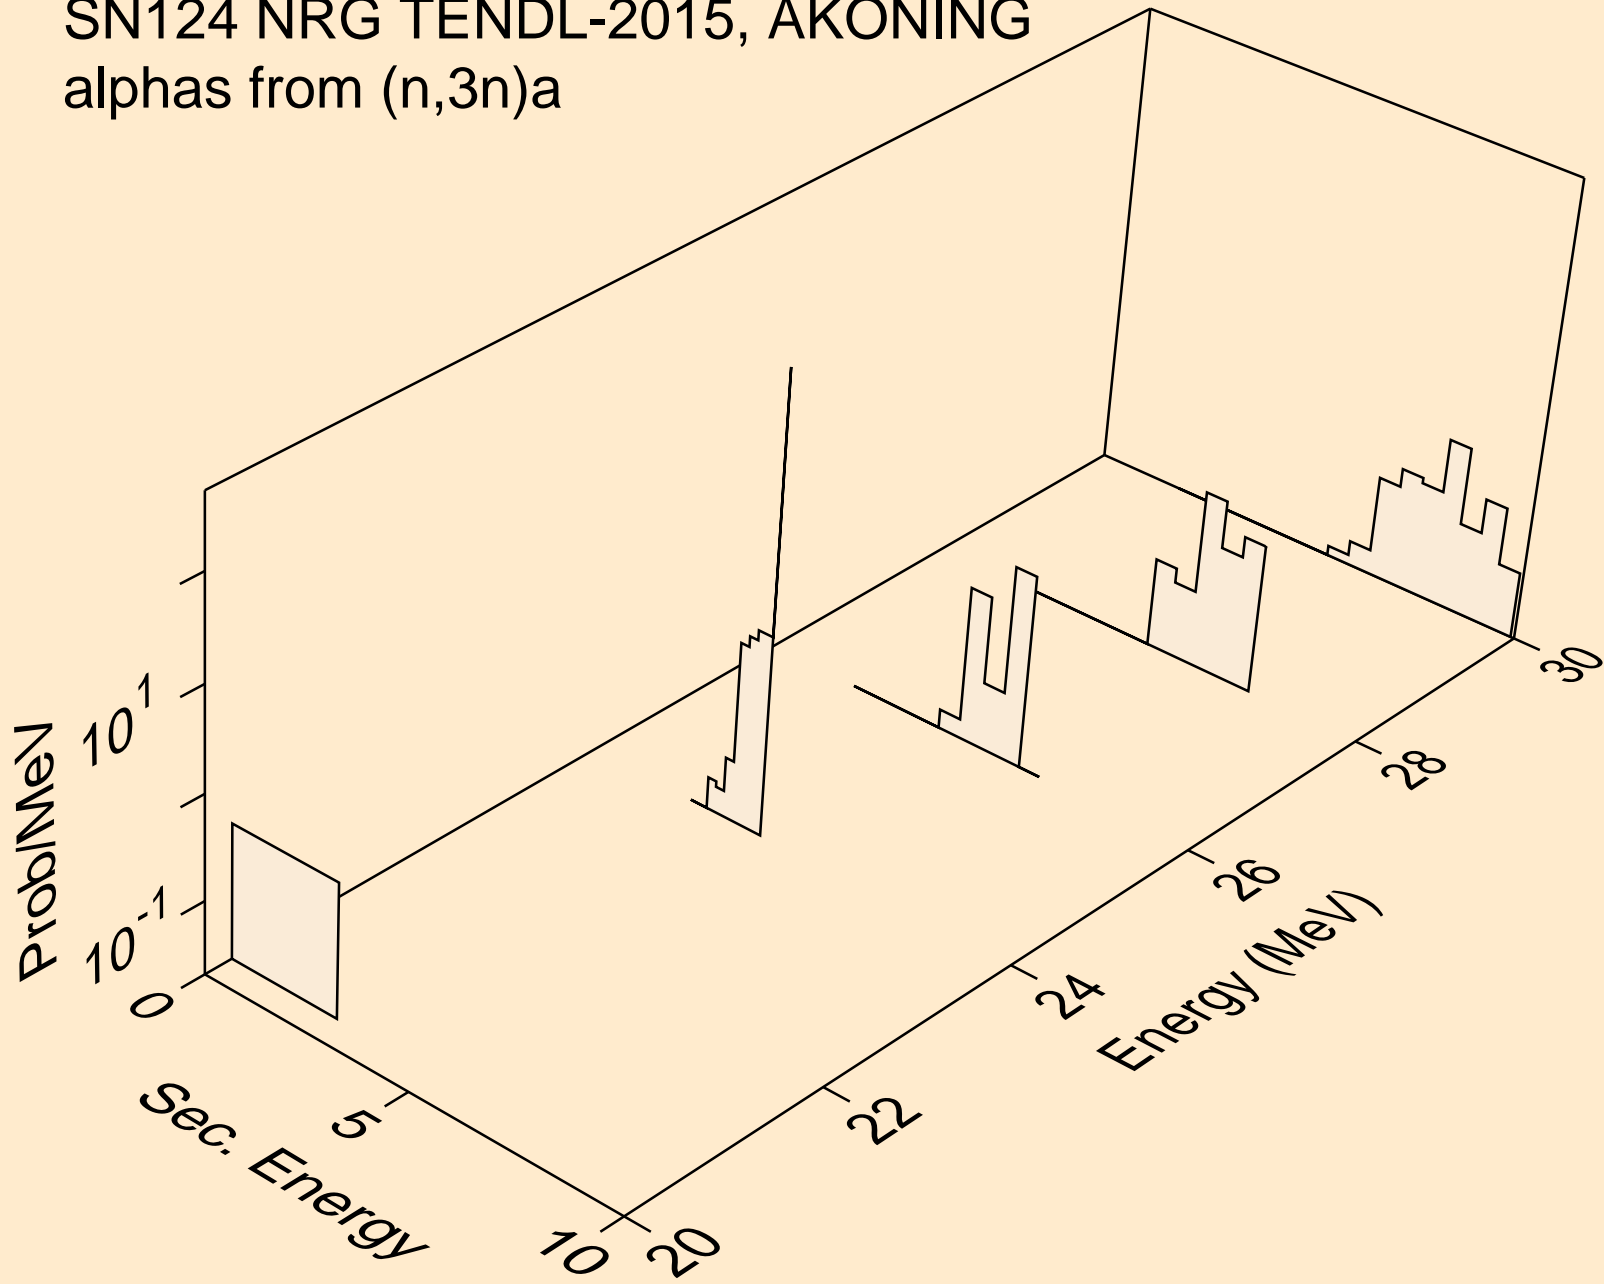 SN124 NRG TENDL-2015, AKONING
alphas from (n,3n)a
Prob/MeV
10^1
10^-1
0
5
10
Sec. Energy
20
22
24
26
28
30
Energy (MeV)